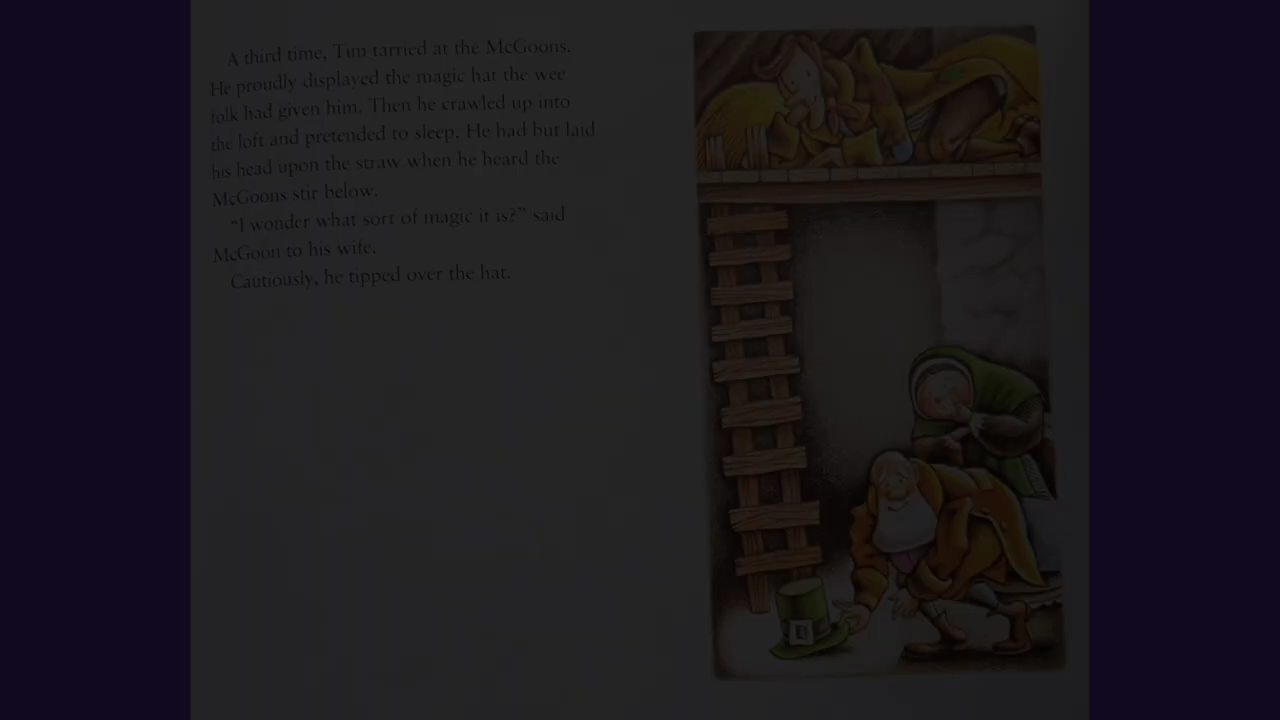 A third time, Tim tarried at the McGoons.
He proudly displayed the magic hat the wee
folk had given him. Then he crawled up into
the loft and pretended to sleep. He had but laid
his head upon the straw when he heard the
McGoons stir below.
“I wonder what sort of magic it is?” said
McGoon to his wife.
Cautiously, he tipped over the hat.